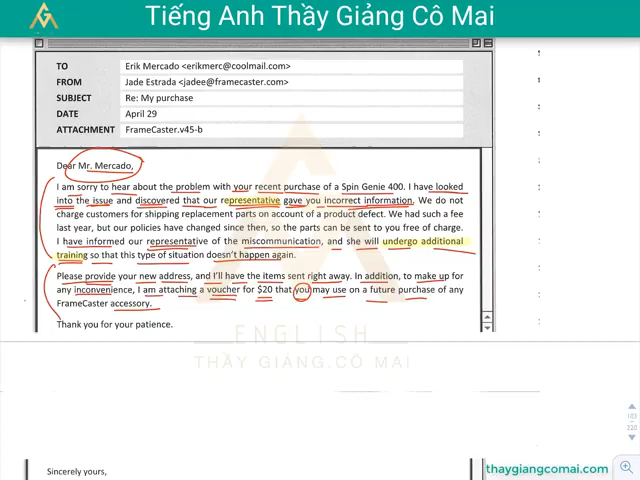 Tiếng Anh Thầy Giảng Cô Mai
TO Erik Mercado <erikmerc@coolmail.com>
FROM Jade Estrada <jadee@framecaster.com>
SUBJECT Re: My purchase
DATE April 29
ATTACHMENT FrameCaster.v45-b
Dear Mr. Mercado,
I am sorry to hear about the problem with your recent purchase of a Spin Genie 400. I have looked
into the issue and discovered that our representative gave you incorrect information. We do not
charge customers for shipping replacement parts on account of a product defect. We had such a fee
last year, but our policies have changed since then, so the parts can be sent to you free of charge.
I have informed our representative of the miscommunication, and she will undergo additional
training so that this type of situation doesn't happen again.
Please provide your new address, and I'll have the items sent right away. In addition, to make up for
any inconvenience, I am attaching a voucher for $20 that you may use on a future purchase of any
FrameCaster accessory.
Thank you for your patience.
ENGLISH
THẦY GIẢNG.CÔ MAI
103
220
Sincerely yours,
thaygiangcomai.com